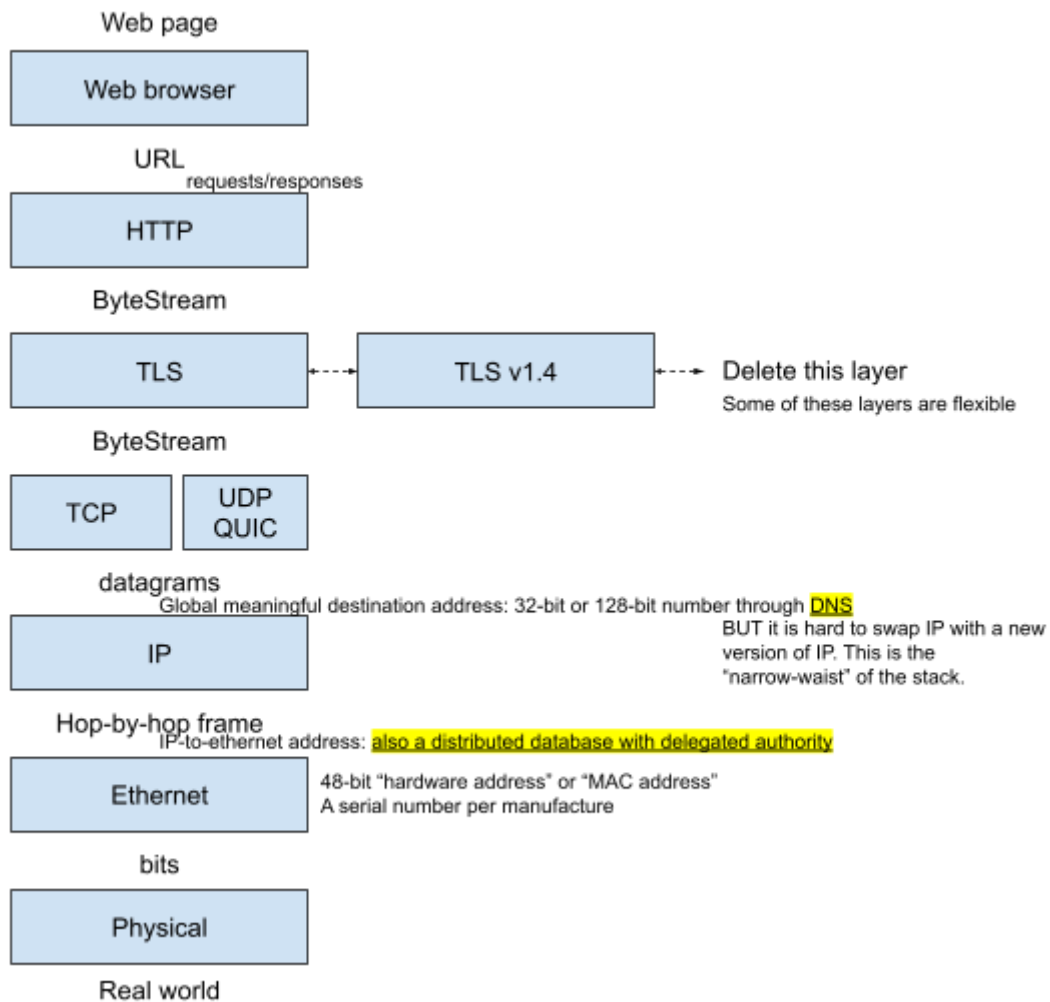 Web page
Web browser
URL
requests/responses
HTTP
ByteStream
TLS
TLS v1.4
Delete this layer
Some of these layers are flexible
ByteStream
TCP
UDP
QUIC
datagrams
Global meaningful destination address: 32-bit or 128-bit number through DNS
BUT it is hard to swap IP with a new
version of IP. This is the
“narrow-waist” of the stack.
IP
Hop-by-hop frame
IP-to-ethernet address: also a distributed database with delegated authority
Ethernet
48-bit “hardware address” or “MAC address”
A serial number per manufacture
bits
Physical
Real world